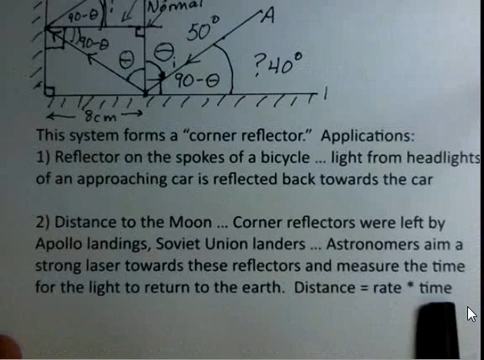 Normal
90-θ
50° A
90-θ
θ θi
90-θ ?40°
8cm
This system forms a “corner reflector.” Applications:
1) Reflector on the spokes of a bicycle ... light from headlights
of an approaching car is reflected back towards the car
2) Distance to the Moon ... Corner reflectors were left by
Apollo landings, Soviet Union landers ... Astronomers aim a
strong laser towards these reflectors and measure the time
for the light to return to the earth. Distance = rate * time